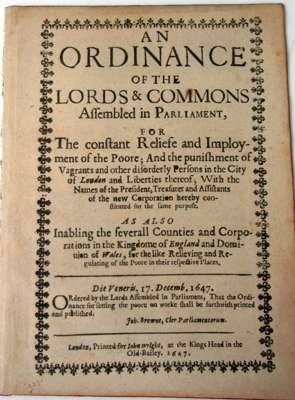 AN
ORDINANCE
OF THE
LORDS & COMMONS
Assembled in PARLIAMENT,
FOR
The constant Reliefe and Imploy-
ment of the Poore; And the punishment of
Vagrants and other disorderly Persons in the City
of London and Liberties thereof, With the
Names of the President, Treasurer and Assistants
of the new Corporation hereby con-
stituted for the same purpose,
AS ALSO
Inabling the severall Counties and Corpo-
rations in the Kingdome of England and Domi-
nion of Wales, for the like Relieving and Re-
gulating of the Poore in their respective Places,
Die Veneris, 17. Decemb, 1647.
Ordered by the Lords Assembled in Parliament, That the Ordi-
nance for setting the poore on worke shall be forthwith printed
and published.
Joh. Browne, Cler Parliamentorum.
London, Printed for John Wright, at the Kings Head in the
Old-Bailey. 1647.